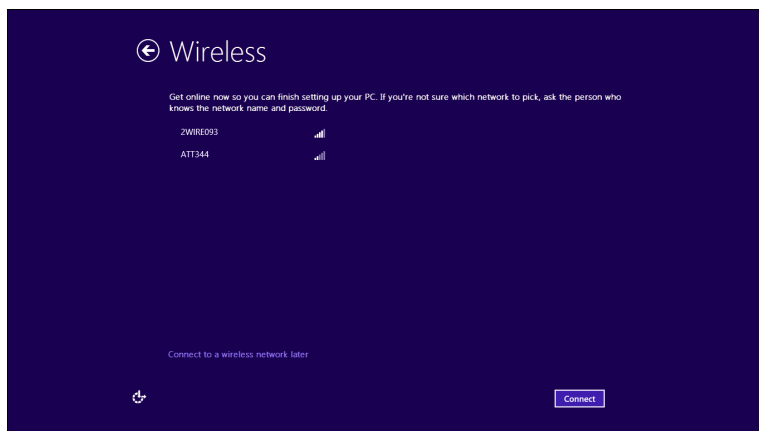 Wireless
Get online now so you can finish setting up your PC. If you're not sure which network to pick, ask the person who
knows the network name and password.
2WIRE093
ATT344
Connect to a wireless network later
Connect